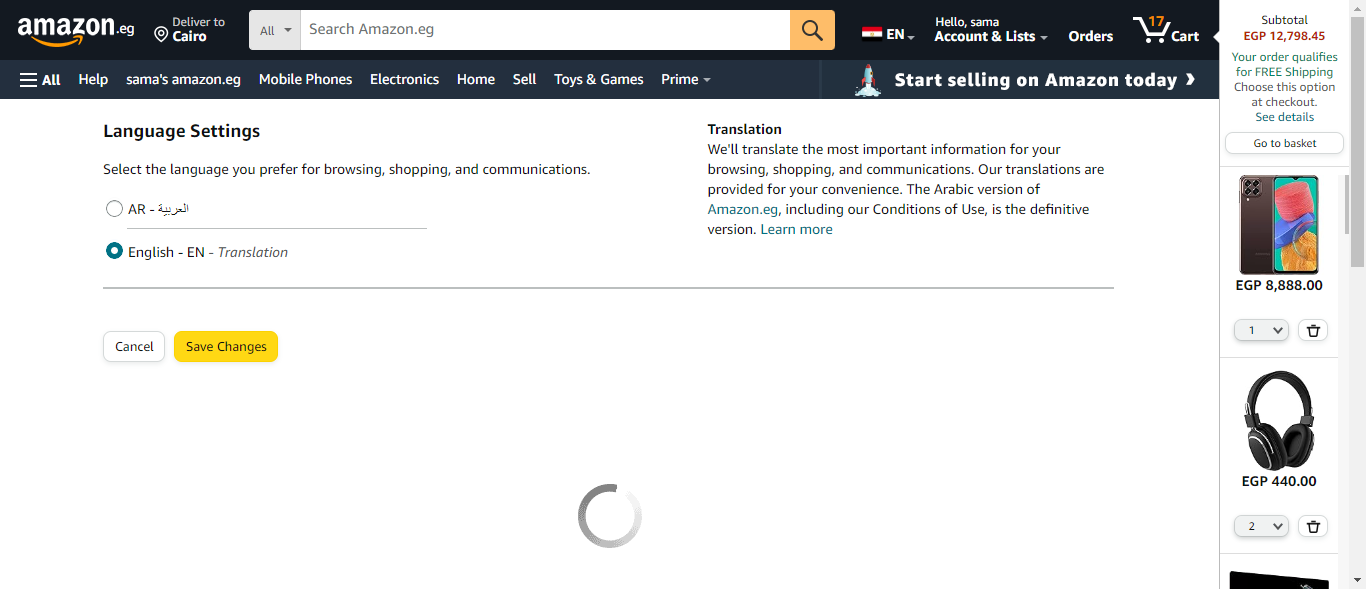 amazon.eg
Deliver to
Cairo
All
Search Amazon.eg
EN
Hello, sama
Account & Lists
Orders
17
Cart
All
Help
sama's amazon.eg
Mobile Phones
Electronics
Home
Sell
Toys & Games
Prime
Start selling on Amazon today ❯
Language Settings
Select the language you prefer for browsing, shopping, and communications.
العربية - AR
English - EN - Translation
Cancel
Save Changes
Translation
We'll translate the most important information for your
browsing, shopping, and communications. Our translations are
provided for your convenience. The Arabic version of
Amazon.eg, including our Conditions of Use, is the definitive
version. Learn more
Subtotal
EGP 12,798.45
Your order qualifies
for FREE Shipping
Choose this option
at checkout.
See details
Go to basket
EGP 8,888.00
1
EGP 440.00
2